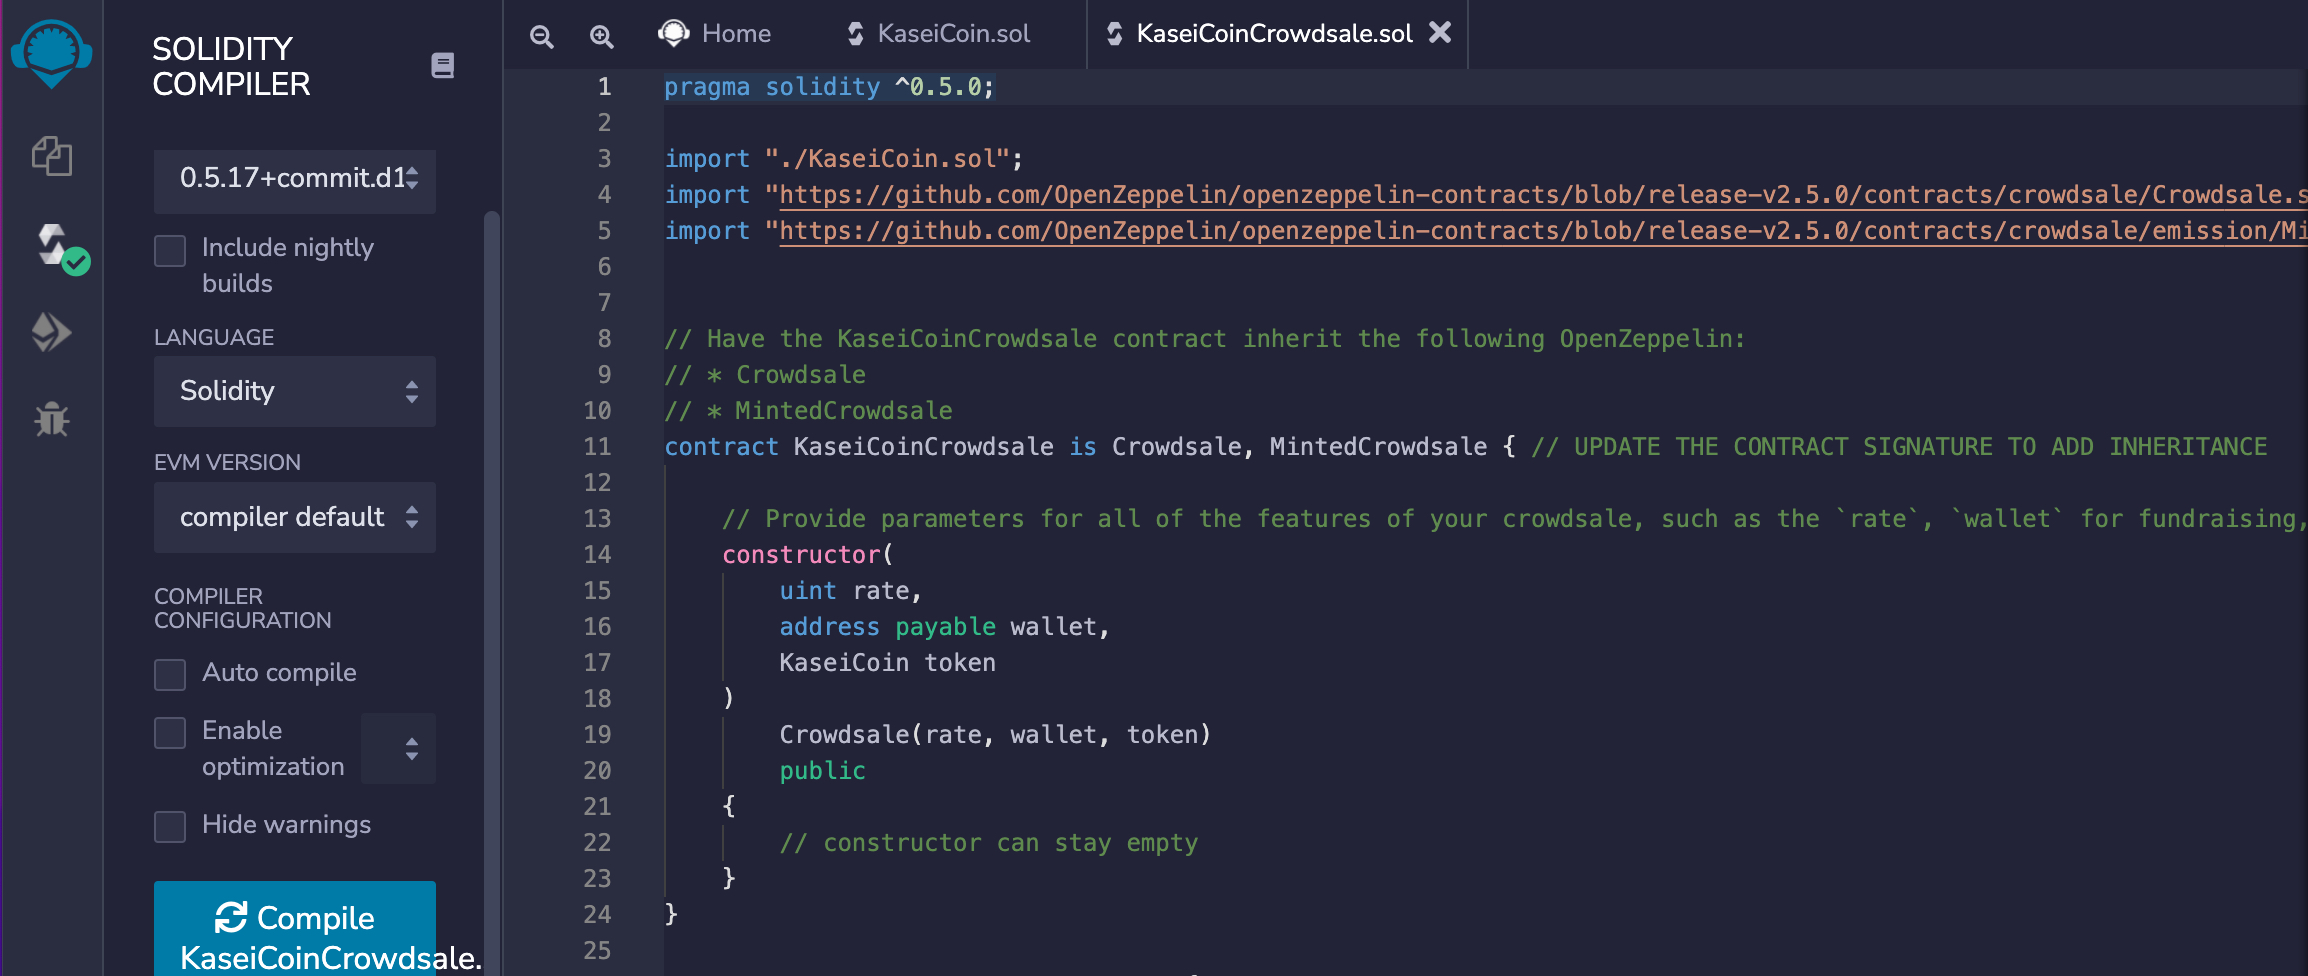 SOLIDITY
COMPILER
0.5.17+commit.d1
Include nightly
builds
LANGUAGE
Solidity
EVM VERSION
compiler default
COMPILER
CONFIGURATION
Auto compile
Enable
optimization
Hide warnings
Compile
KaseiCoinCrowdsale.
Home
KaseiCoin.sol
KaseiCoinCrowdsale.sol
1 pragma solidity ^0.5.0;
2
3 import "./KaseiCoin.sol";
4 import "https://github.com/OpenZeppelin/openzeppelin-contracts/blob/release-v2.5.0/contracts/crowdsale/Crowdsale.s
5 import "https://github.com/OpenZeppelin/openzeppelin-contracts/blob/release-v2.5.0/contracts/crowdsale/emission/Mi
6
7
8 // Have the KaseiCoinCrowdsale contract inherit the following OpenZeppelin:
9 // * Crowdsale
10 // * MintedCrowdsale
11 contract KaseiCoinCrowdsale is Crowdsale, MintedCrowdsale { // UPDATE THE CONTRACT SIGNATURE TO ADD INHERITANCE
12
13 // Provide parameters for all of the features of your crowdsale, such as the `rate`, `wallet` for fundraising,
14 constructor(
15 uint rate,
16 address payable wallet,
17 KaseiCoin token
18 )
19 Crowdsale(rate, wallet, token)
20 public
21 {
22 // constructor can stay empty
23 }
24 }
25